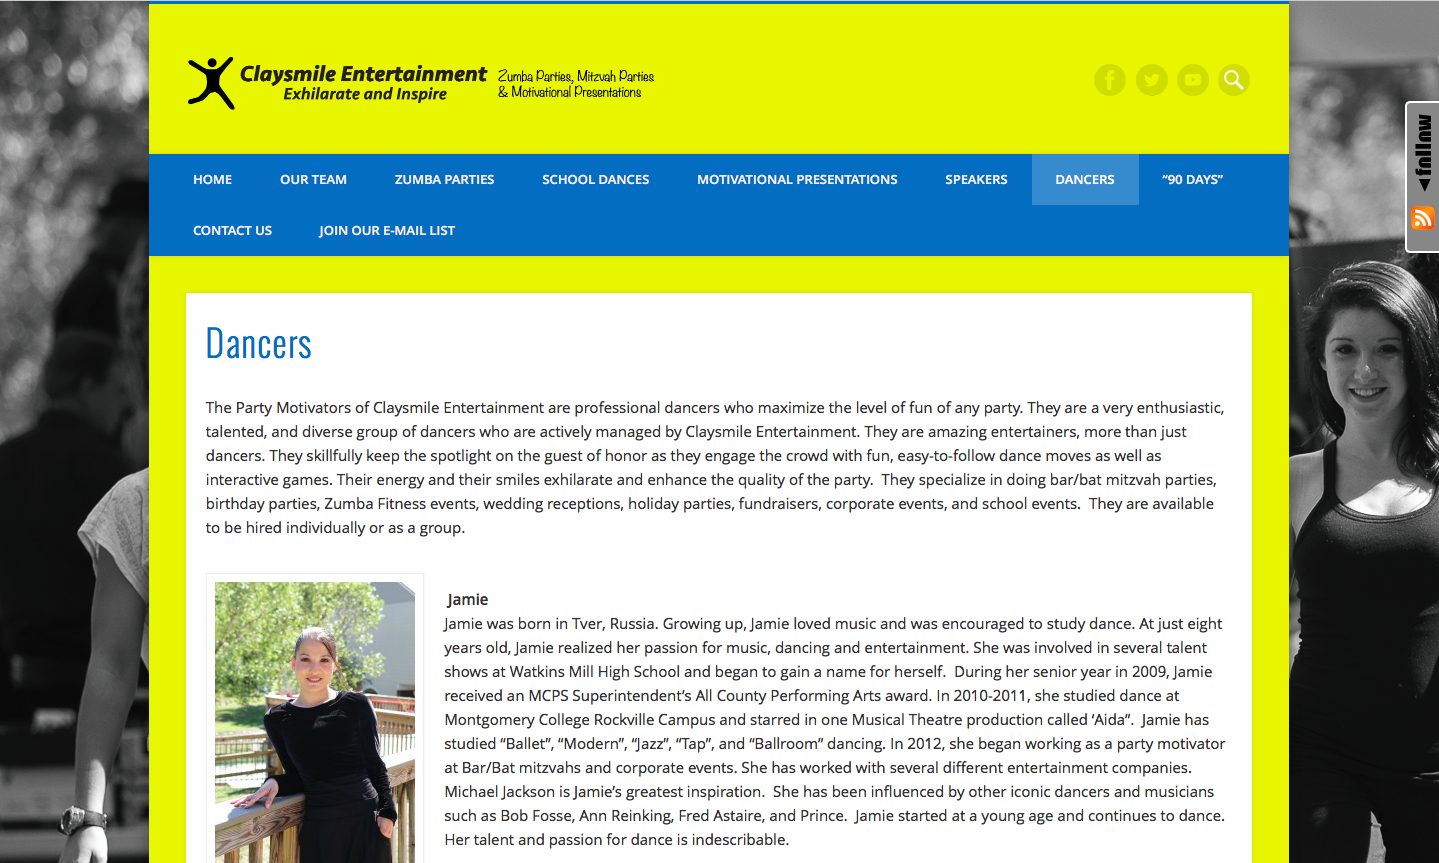 Claysmile Entertainment
Exhilarate and Inspire
Zumba Parties, Mitzvah Parties
& Motivational Presentations
follow
HOME OUR TEAM ZUMBA PARTIES SCHOOL DANCES MOTIVATIONAL PRESENTATIONS SPEAKERS DANCERS “90 DAYS”
CONTACT US JOIN OUR E-MAIL LIST
Dancers
The Party Motivators of Claysmile Entertainment are professional dancers who maximize the level of fun of any party. They are a very enthusiastic,
talented, and diverse group of dancers who are actively managed by Claysmile Entertainment. They are amazing entertainers, more than just
dancers. They skillfully keep the spotlight on the guest of honor as they engage the crowd with fun, easy-to-follow dance moves as well as
interactive games. Their energy and their smiles exhilarate and enhance the quality of the party.  They specialize in doing bar/bat mitzvah parties,
birthday parties, Zumba Fitness events, wedding receptions, holiday parties, fundraisers, corporate events, and school events.  They are available
to be hired individually or as a group.
Jamie
Jamie was born in Tver, Russia. Growing up, Jamie loved music and was encouraged to study dance. At just eight
years old, Jamie realized her passion for music, dancing and entertainment. She was involved in several talent
shows at Watkins Mill High School and began to gain a name for herself.  During her senior year in 2009, Jamie
received an MCPS Superintendent’s All County Performing Arts award. In 2010-2011, she studied dance at
Montgomery College Rockville Campus and starred in one Musical Theatre production called ‘Aida”.  Jamie has
studied “Ballet”, “Modern”, “Jazz”, “Tap”, and “Ballroom” dancing. In 2012, she began working as a party motivator
at Bar/Bat mitzvahs and corporate events. She has worked with several different entertainment companies.
Michael Jackson is Jamie’s greatest inspiration.  She has been influenced by other iconic dancers and musicians
such as Bob Fosse, Ann Reinking, Fred Astaire, and Prince.  Jamie started at a young age and continues to dance.
Her talent and passion for dance is indescribable.